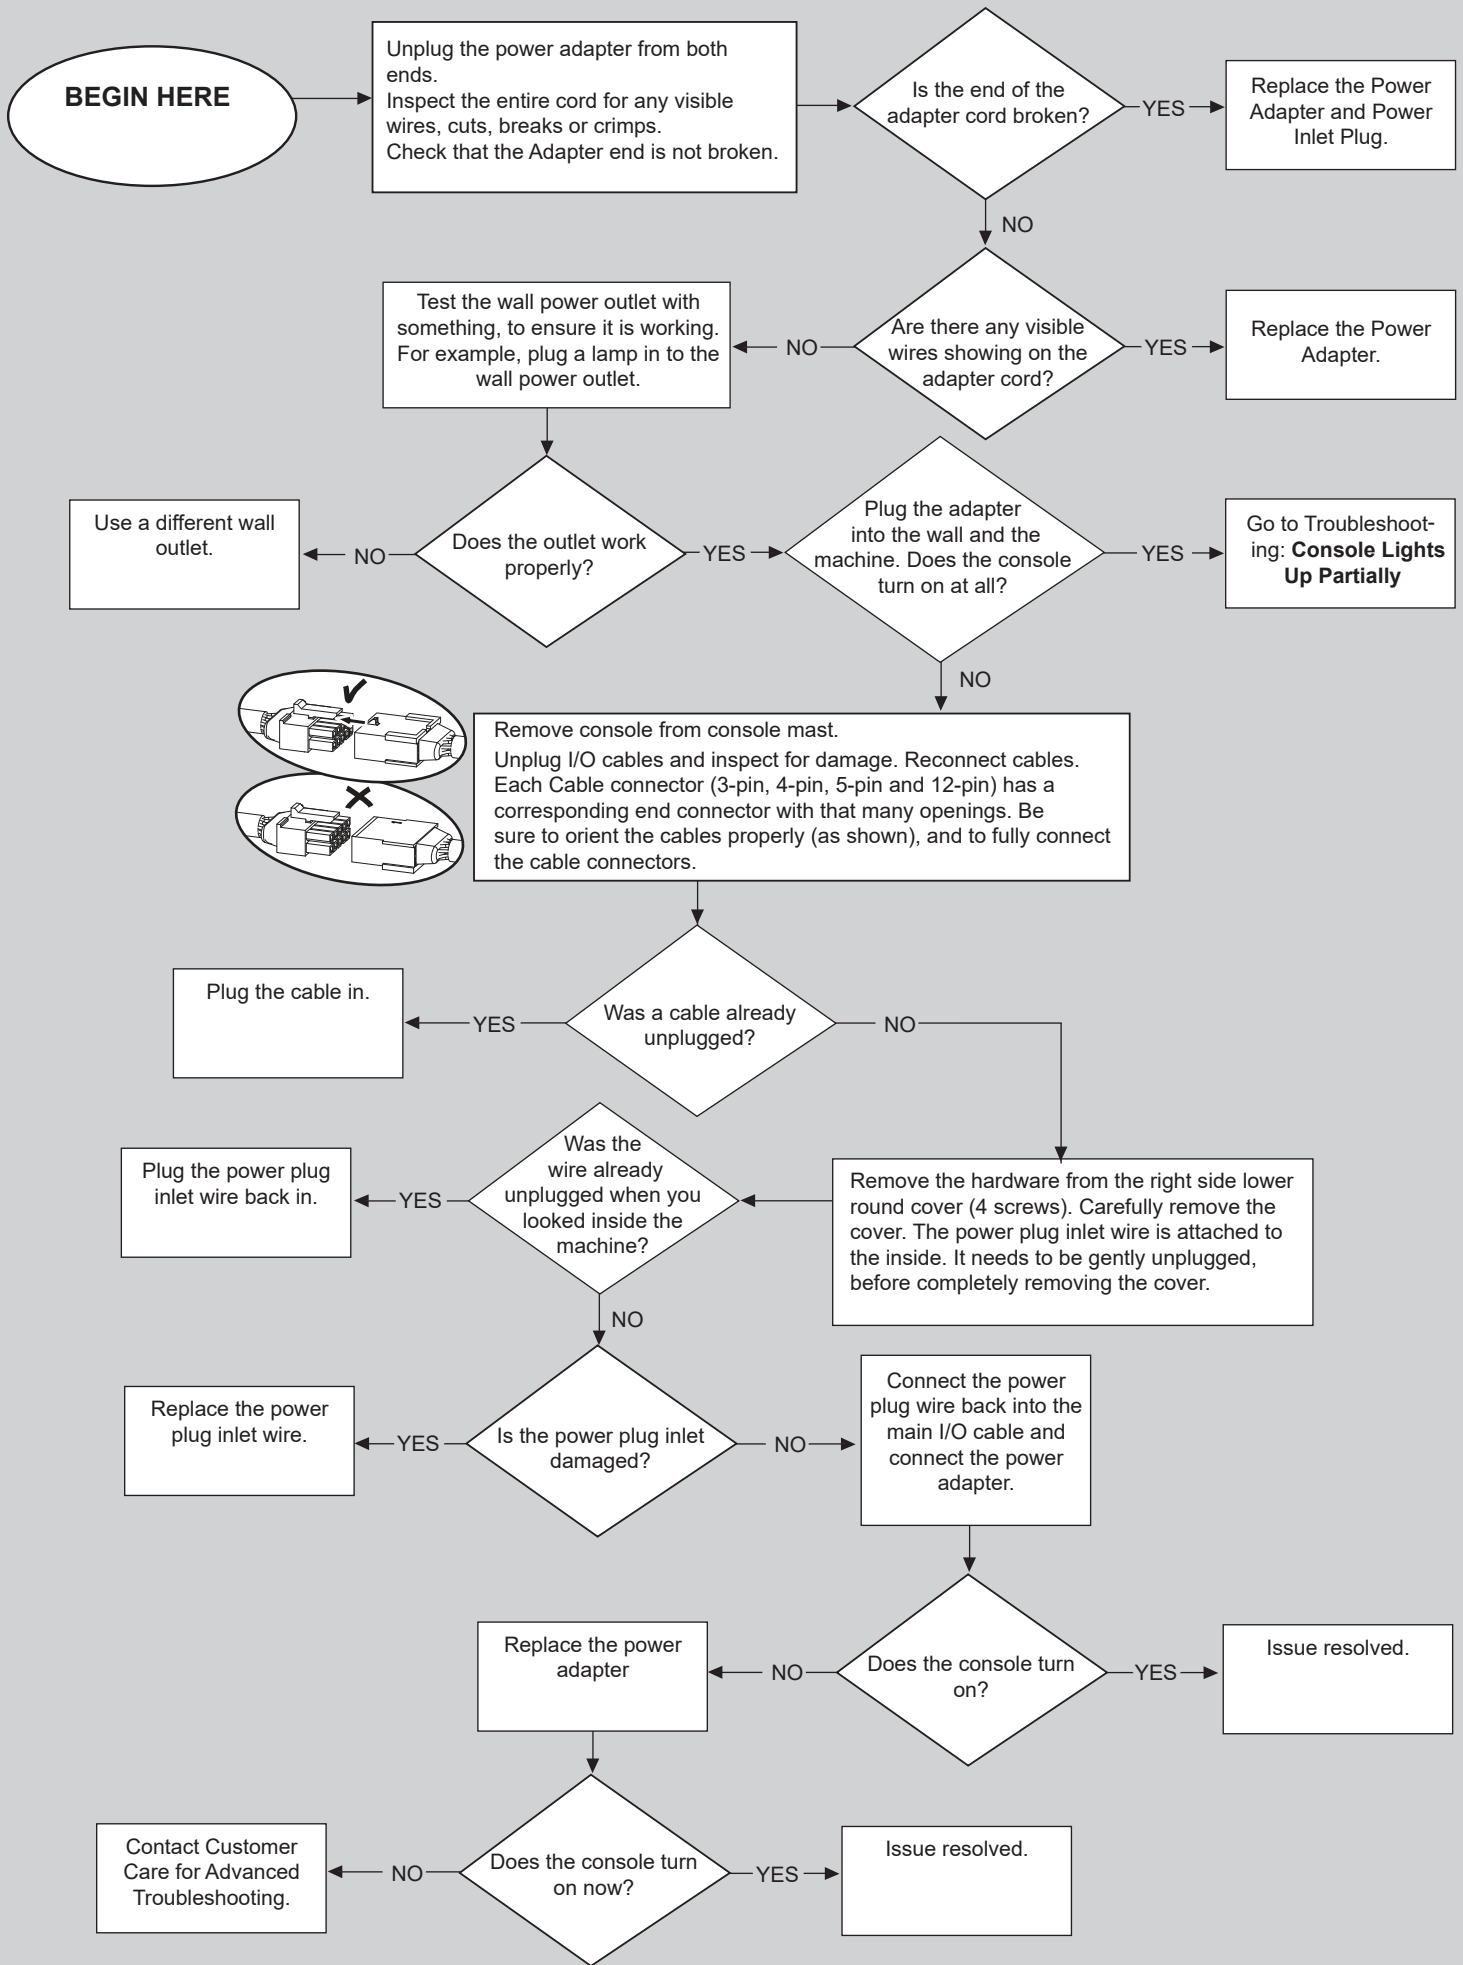 BEGIN HERE
Unplug the power adapter from both
ends.
Inspect the entire cord for any visible
wires, cuts, breaks or crimps.
Check that the Adapter end is not broken.
Is the end of the
adapter cord broken?
YES
Replace the Power
Adapter and Power
Inlet Plug.
NO
Are there any visible
wires showing on the
adapter cord?
YES
Replace the Power
Adapter.
NO
Test the wall power outlet with
something, to ensure it is working.
For example, plug a lamp in to the
wall power outlet.
Does the outlet work
properly?
NO
Use a different wall
outlet.
YES
Plug the adapter
into the wall and the
machine. Does the console
turn on at all?
YES
Go to Troubleshoot-
ing: Console Lights
Up Partially
NO
Remove console from console mast.
Unplug I/O cables and inspect for damage. Reconnect cables.
Each Cable connector (3-pin, 4-pin, 5-pin and 12-pin) has a
corresponding end connector with that many openings. Be
sure to orient the cables properly (as shown), and to fully connect
the cable connectors.
Was a cable already
unplugged?
YES
Plug the cable in.
NO
Remove the hardware from the right side lower
round cover (4 screws). Carefully remove the
cover. The power plug inlet wire is attached to
the inside. It needs to be gently unplugged,
before completely removing the cover.
Was the
wire already
unplugged when you
looked inside the
machine?
YES
Plug the power plug
inlet wire back in.
NO
Is the power plug inlet
damaged?
YES
Replace the power
plug inlet wire.
NO
Connect the power
plug wire back into the
main I/O cable and
connect the power
adapter.
Does the console turn
on?
YES
Issue resolved.
NO
Replace the power
adapter
Does the console turn
on now?
YES
Issue resolved.
NO
Contact Customer
Care for Advanced
Troubleshooting.